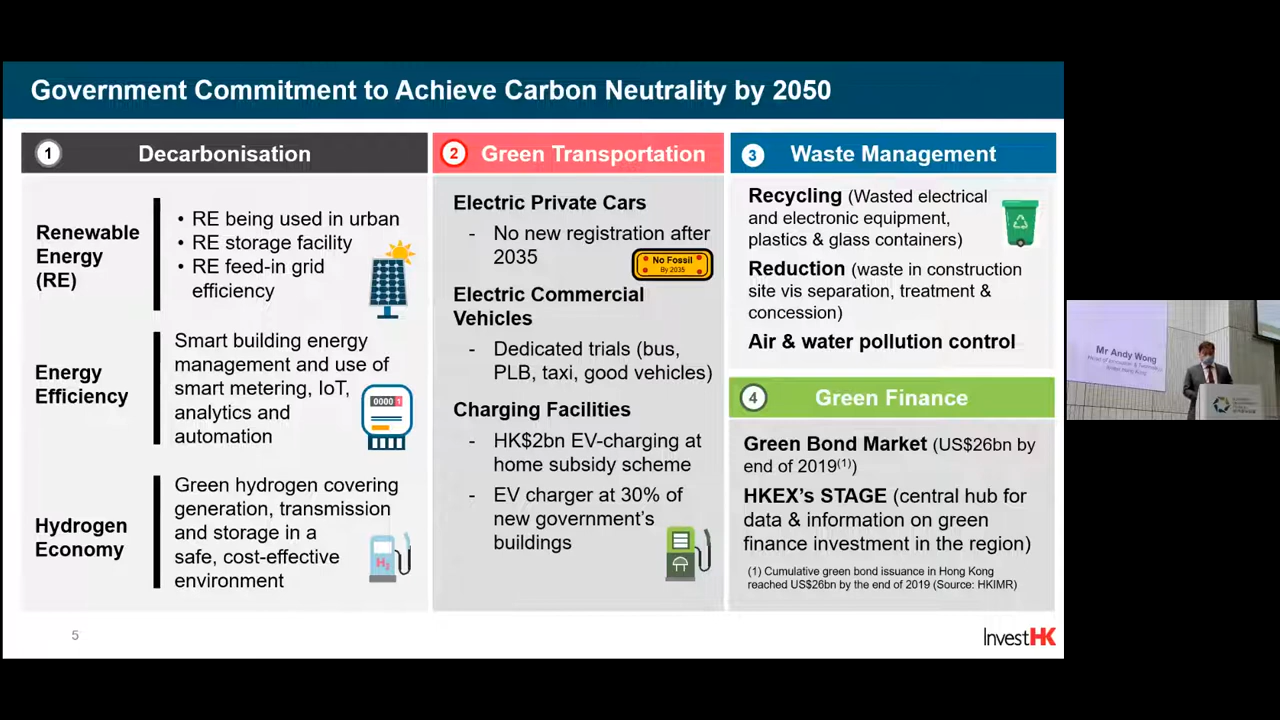 Government Commitment to Achieve Carbon Neutrality by 2050
1 Decarbonisation
Renewable
Energy
(RE)
• RE being used in urban
• RE storage facility
• RE feed-in grid
efficiency
Energy
Efficiency
Smart building energy
management and use of
smart metering, IoT,
analytics and
automation
0000 1
Hydrogen
Economy
Green hydrogen covering
generation, transmission
and storage in a
safe, cost-effective
environment
H2
2 Green Transportation
Electric Private Cars
- No new registration after
2035
No Fossil
By 2035
Electric Commercial
Vehicles
- Dedicated trials (bus,
PLB, taxi, good vehicles)
Charging Facilities
- HK$2bn EV-charging at
home subsidy scheme
- EV charger at 30% of
new government's
buildings
3 Waste Management
Recycling (Wasted electrical
and electronic equipment,
plastics & glass containers)
Reduction (waste in construction
site vis separation, treatment &
concession)
Air & water pollution control
4 Green Finance
Green Bond Market (US$26bn by
end of 2019(1))
HKEX's STAGE (central hub for
data & information on green
finance investment in the region)
(1) Cumulative green bond issuance in Hong Kong
reached US$26bn by the end of 2019 (Source: HKIMR)
5
InvestHK
Mr Andy Wong